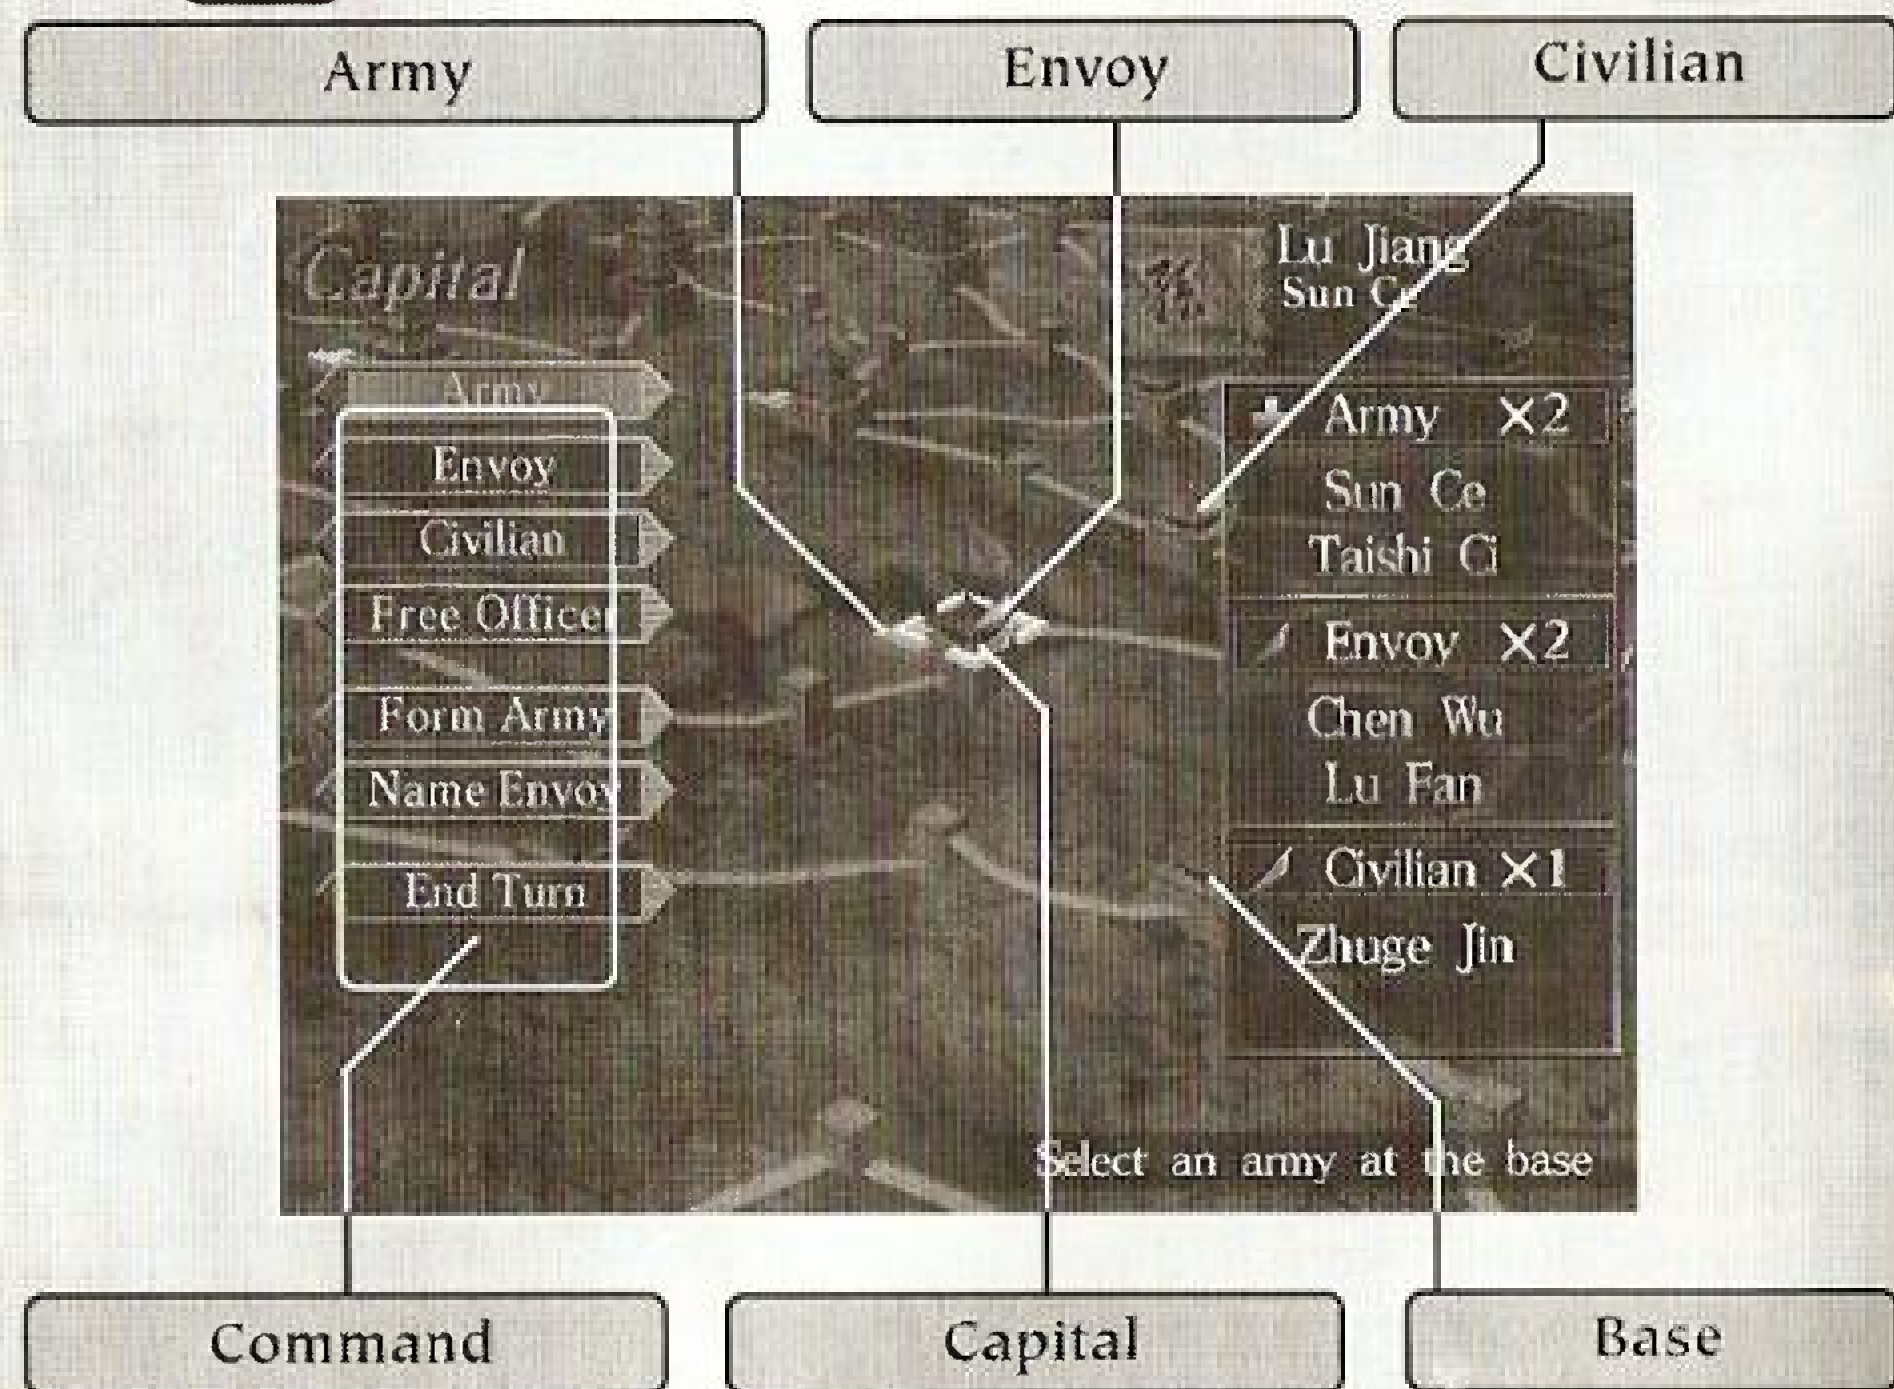 Army
Envoy
Civilian
Capital
Lu Jiang
Sun Ce
Army
Envoy
Civilian
Free Officer
Form Army
Name Envoy
End Turn
Army ×2
Sun Ce
Taishi Ci
Envoy ×2
Chen Wu
Lu Fan
Civilian ×1
Zhuge Jin
Select an army at the base
Command
Capital
Base